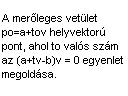 A merőleges vetület
po=a+tov helyvektorú
pont, ahol to valós szám
az (a+tv-b)v = 0 egyenlet
megoldása.